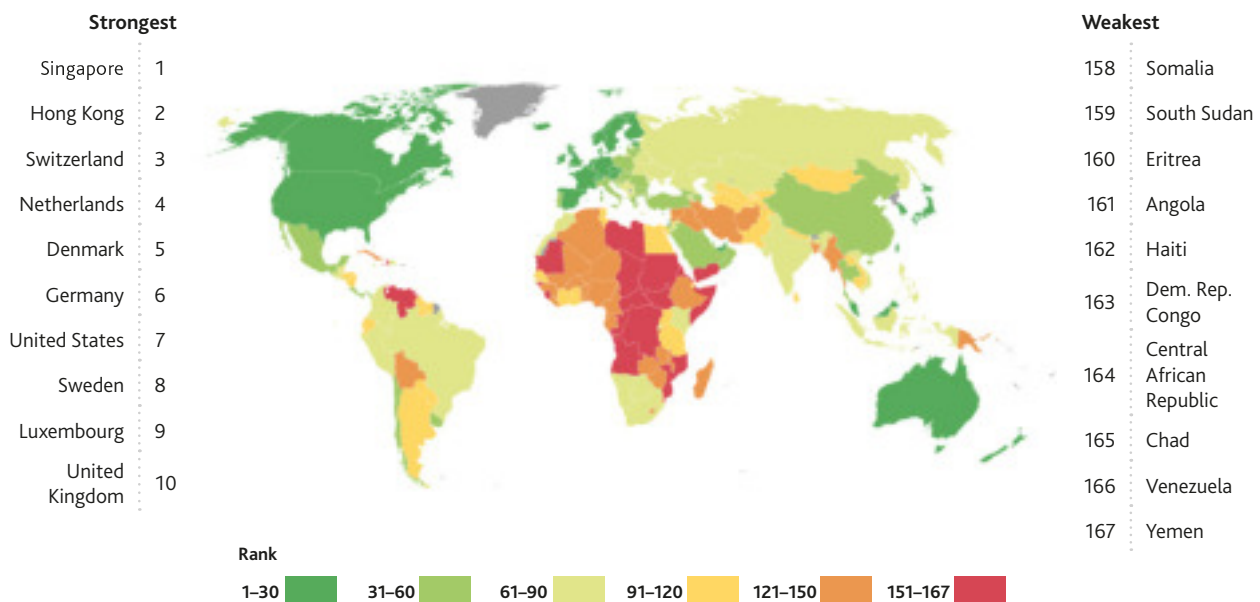 Strongest
Singapore 1
Hong Kong 2
Switzerland 3
Netherlands 4
Denmark 5
Germany 6
United States 7
Sweden 8
Luxembourg 9
United
Kingdom 10
Weakest
158 Somalia
159 South Sudan
160 Eritrea
161 Angola
162 Haiti
163 Dem. Rep.
Congo
164 Central
African
Republic
165 Chad
166 Venezuela
167 Yemen
Rank
1–30 31–60 61–90 91–120 121–150 151–167